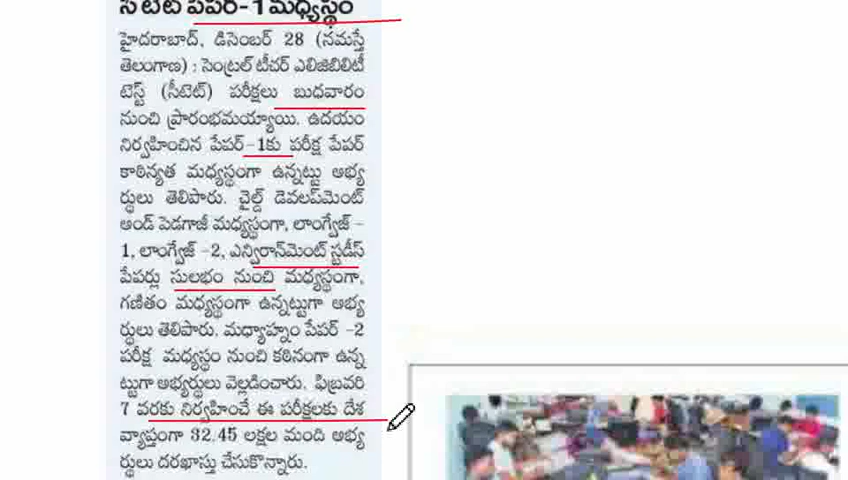 సీటెట్ పేపర్-1 మధ్యస్థం
హైదరాబాద్, డిసెంబర్ 28 (నమస్తే
తెలంగాణ) : సెంట్రల్ టీచర్ ఎలిజిబిలిటీ
టెస్ట్ (సీటెట్) పరీక్షలు బుధవారం
నుంచి ప్రారంభమయ్యాయి. ఉదయం
నిర్వహించిన పేపర్-1కు పరీక్ష పేపర్
కాఠిన్యత మధ్యస్థంగా ఉన్నట్టు అభ్య
ర్థులు తెలిపారు. చైల్డ్ డెవలప్‌మెంట్
అండ్ పెడగాజీ మధ్యస్థంగా, లాంగ్వేజ్ -
1, లాంగ్వేజ్ -2, ఎన్విరాన్‌మెంట్ స్టడీస్
పేపర్లు సులభం నుంచి మధ్యస్థంగా,
గణితం మధ్యస్థంగా ఉన్నట్టుగా అభ్య
ర్థులు తెలిపారు. మధ్యాహ్నం పేపర్ -2
పరీక్ష మధ్యస్థం నుంచి కఠినంగా ఉన్న
ట్టుగా అభ్యర్థులు వెల్లడించారు. ఫిబ్రవరి
7 వరకు నిర్వహించే ఈ పరీక్షలకు దేశ
వ్యాప్తంగా 32.45 లక్షల మంది అభ్య
ర్థులు దరఖాస్తు చేసుకొన్నారు.